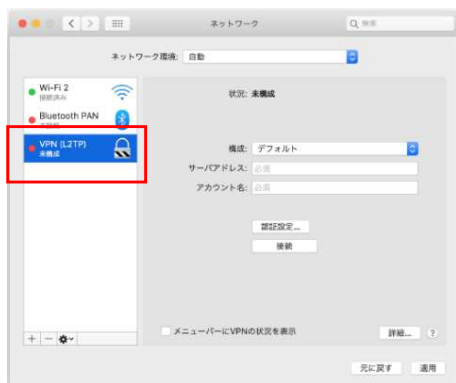 ネットワーク
検索
ネットワーク環境: 自動
Wi-Fi 2
接続済み
Bluetooth PAN
VPN (L2TP)
未構成
状況: 未構成
構成: デフォルト
サーバアドレス: 必須
アカウント名: 必須
認証設定...
接続
メニューバーにVPNの状況を表示
詳細...
?
元に戻す
適用